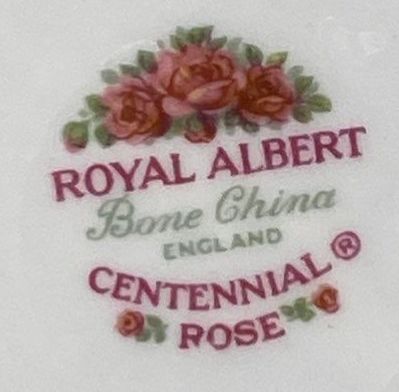 ROYAL ALBERT
Bone China
ENGLAND
CENTENNIAL ®
ROSE